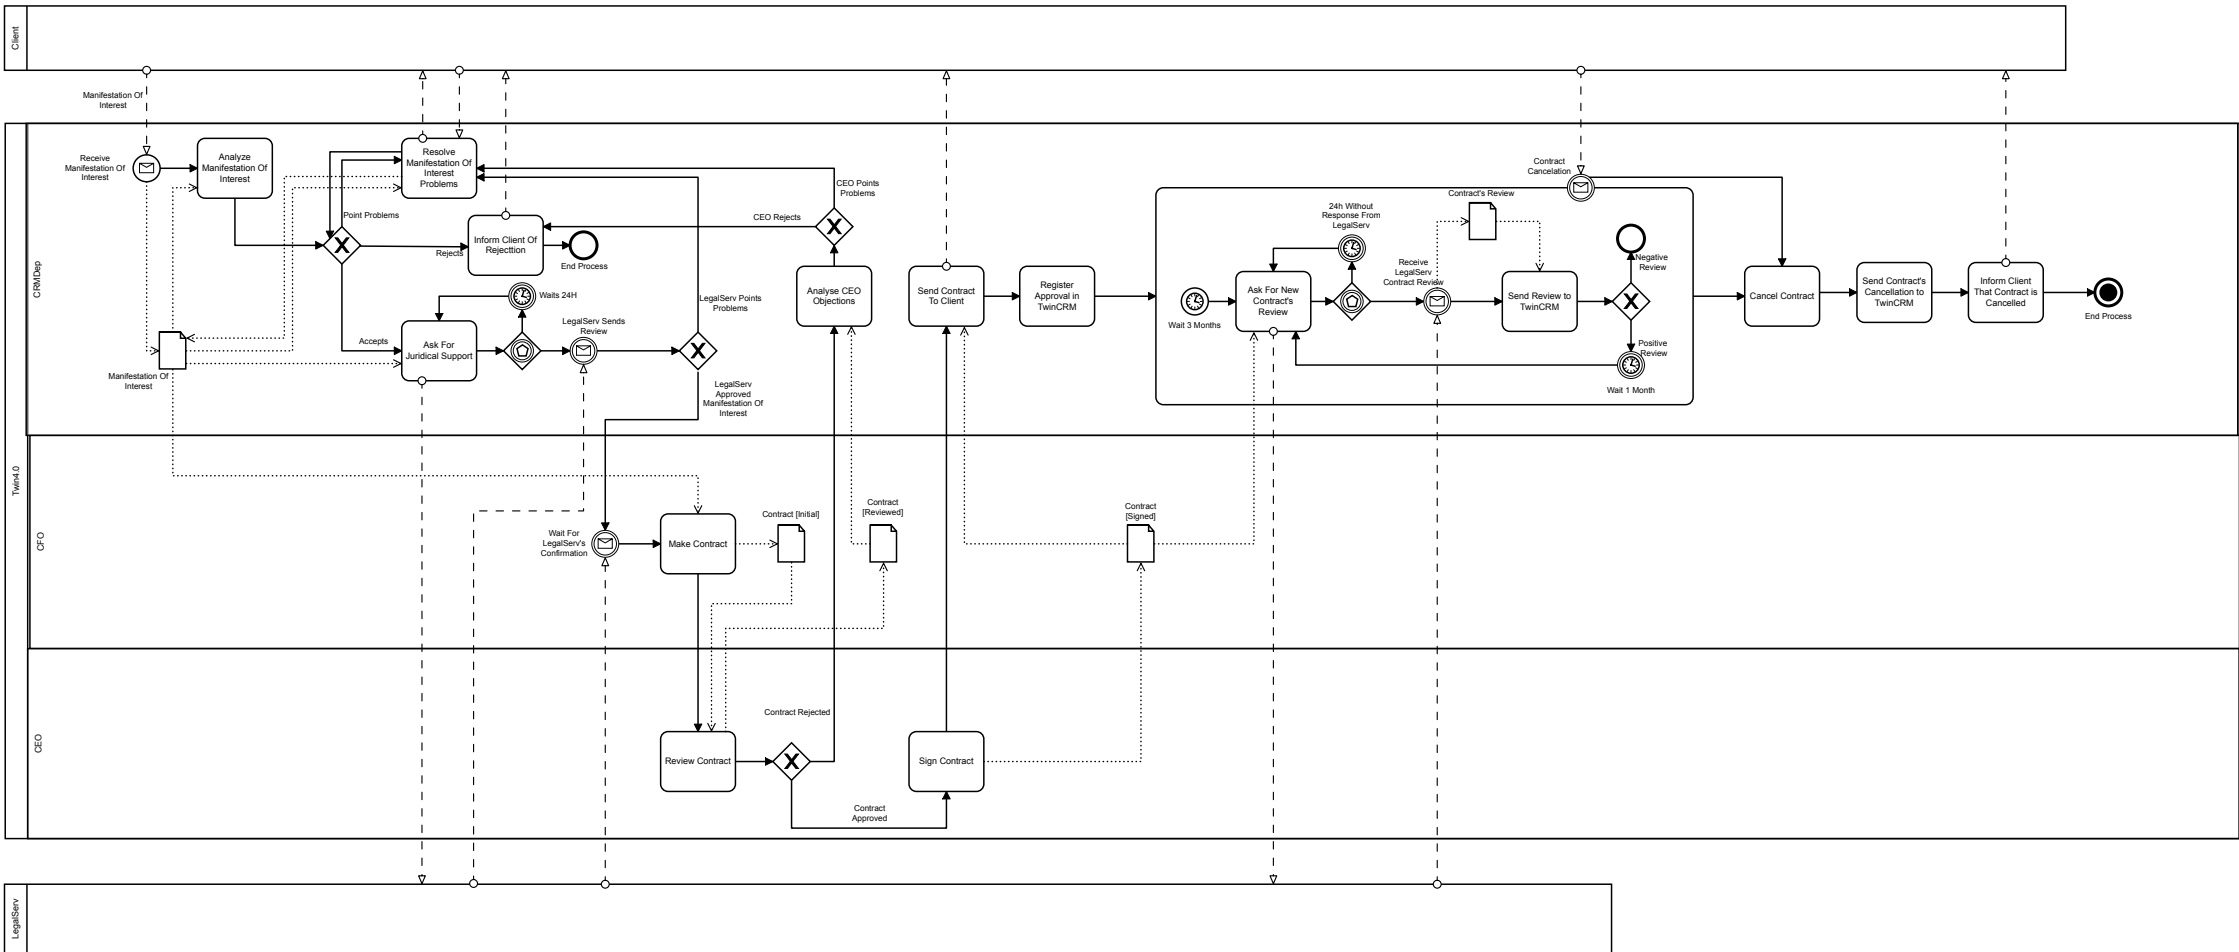 Client
Manifestation Of
Interest
Twin4.0
CRMDep
Receive
Manifestation Of
Interest
Analyze
Manifestation Of
Interest
Resolve
Manifestation Of
Interest
Problems
Point Problems
Rejects
Inform Client Of
Rejecttion
End Process
CEO Points
Problems
CEO Rejects
Accepts
Ask For
Juridical Support
Waits 24H
LegalServ Sends
Review
LegalServ Points
Problems
LegalServ
Approved
Manifestation Of
Interest
Manifestation Of
Interest
Analyse CEO
Objections
Send Contract
To Client
Register
Approval in
TwinCRM
Wait 3 Months
Ask For New
Contract's
Review
24h Without
Response From
LegalServ
Receive
LegalServ
Contract Review
Contract's Review
Send Review to
TwinCRM
Negative
Review
Positive
Review
Wait 1 Month
Contract
Cancelation
Cancel Contract
Send Contract's
Cancellation to
TwinCRM
Inform Client
That Contract is
Cancelled
End Process
CFO
Wait For
LegalServ's
Confirmation
Make Contract
Contract [Initial]
Contract
[Reviewed]
Contract
[Signed]
CEO
Review Contract
Contract Rejected
Contract
Approved
Sign Contract
LegalServ